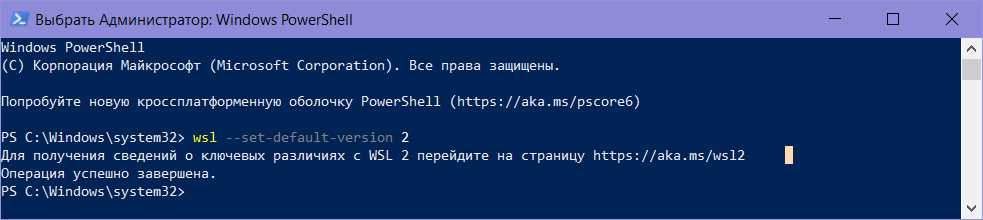 Выбрать Администратор: Windows PowerShell
Windows PowerShell
(C) Корпорация Майкрософт (Microsoft Corporation). Все права защищены.
Попробуйте новую кроссплатформенную оболочку PowerShell (https://aka.ms/pscore6)
PS C:\Windows\system32> wsl --set-default-version 2
Для получения сведений о ключевых различиях с WSL 2 перейдите на страницу https://aka.ms/wsl2
Операция успешно завершена.
PS C:\Windows\system32>